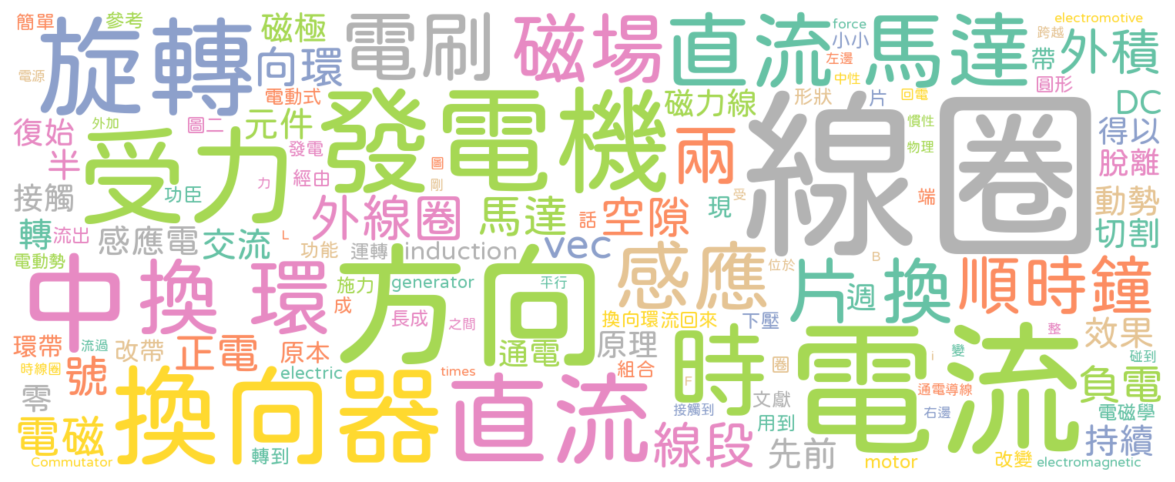 簡單
參考
磁極
電刷
磁場
直流
馬達
force
小小
左邊
中性
electromotive
跨越
帶
外積
電源
旋轉
向環
電動式
發電機
磁力線
形狀
片
回電
圓形
DC
外加
復始
半
圖二
元件
發電
圖
剛
兩
線圈
慣性
物理
得以
脫離
受力
接觸
功臣
力
經由
外線圈
馬達
受
話
空隙
現
端
動勢
切割
轉
流出
感應電
交流
L
功能
運轉
induction
vec
感應
位於
B
電動勢
中換
環
方向
施力
generator
平行
成
長成
之間
片
週
換
順時鐘
換向環流回來
下壓
整
效果
環帶
流過
改帶
正電
原本
通電
原理
時
電流
變
碰到
時線圈
號
electric
times
組合
圈
i
通電導線
負電
零
換向器
直流
F
接觸到
文獻
用到
右邊
電磁學
電磁
Commutator
轉到
線段
先前
motor
改變
持續
electromagnetic